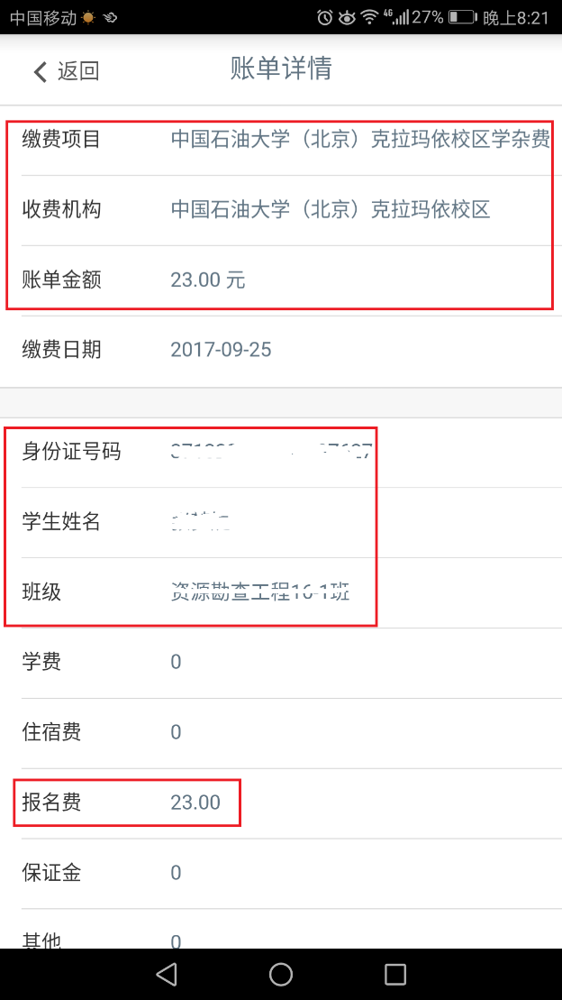 中国移动 4G 27% 晚上8:21
返回 账单详情
缴费项目 中国石油大学（北京）克拉玛依校区学杂费
收费机构 中国石油大学（北京）克拉玛依校区
账单金额 23.00 元
缴费日期 2017-09-25
身份证号码
学生姓名
班级 资源勘查工程16-1班
学费 0
住宿费 0
报名费 23.00
保证金 0
其他 0